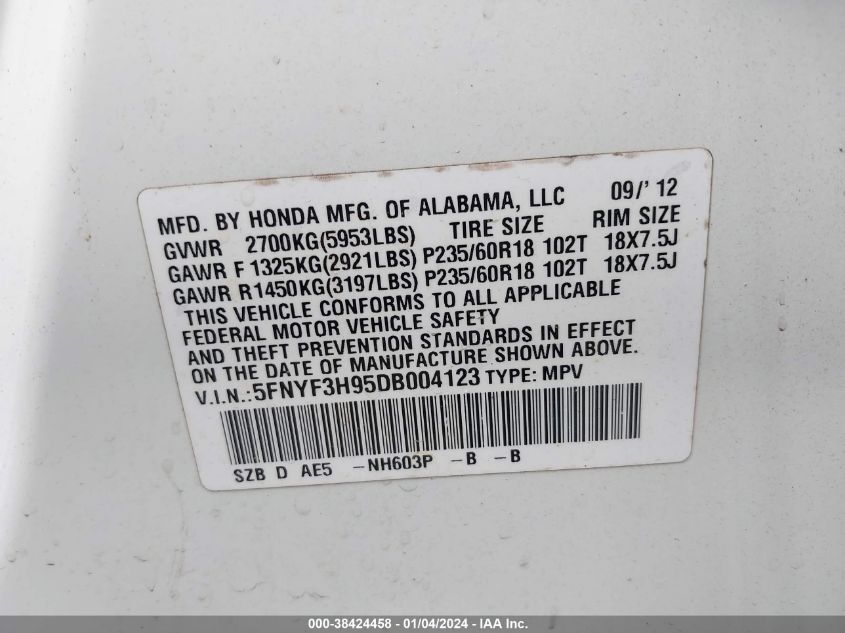 MFD. BY HONDA MFG. OF ALABAMA, LLC 09/'12
GVWR 2700KG(5953LBS) TIRE SIZE RIM SIZE
GAWR F 1325KG(2921LBS) P235/60R18 102T 18X7.5J
GAWR R1450KG(3197LBS) P235/60R18 102T 18X7.5J
THIS VEHICLE CONFORMS TO ALL APPLICABLE
FEDERAL MOTOR VEHICLE SAFETY
AND THEFT PREVENTION STANDARDS IN EFFECT
ON THE DATE OF MANUFACTURE SHOWN ABOVE.
V.I.N.:5FNYF3H95DB004123 TYPE: MPV
SZB D AE5 -NH603P -B -B
000-38424458 - 01/04/2024 - IAA Inc.